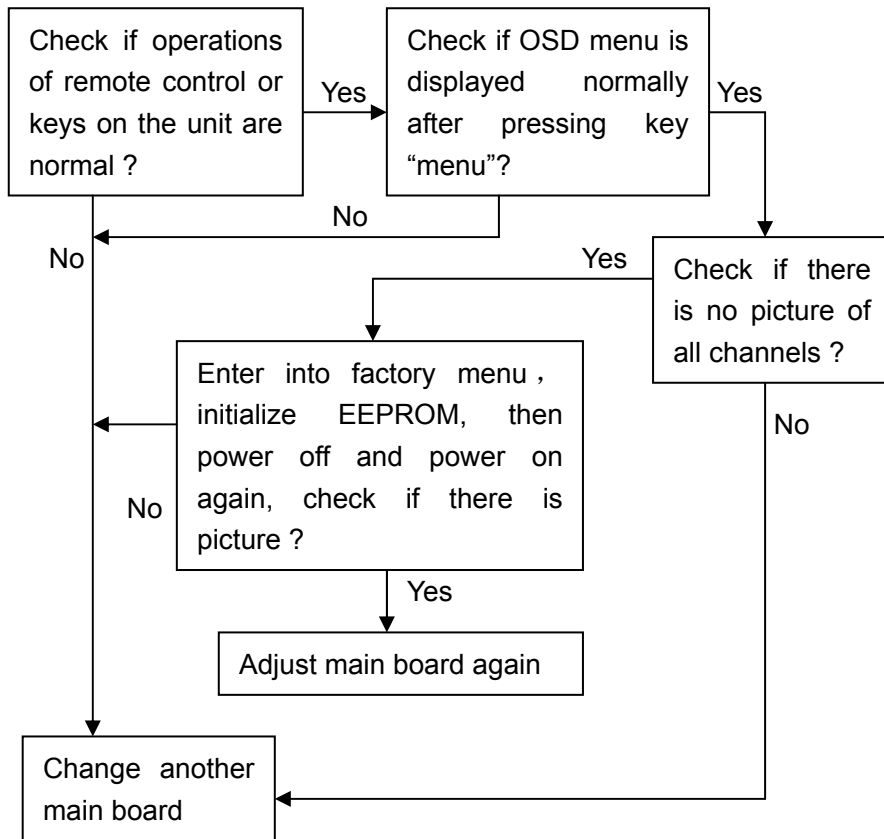 Check if operations
of remote control or
keys on the unit are
normal ?
Yes
Check if OSD menu is
displayed normally
after pressing key
“menu”?
Yes
No
No
Yes
Check if there
is no picture of
all channels ?
Enter into factory menu，
initialize EEPROM, then
power off and power on
again, check if there is
picture ?
No
No
Yes
Adjust main board again
Change another
main board